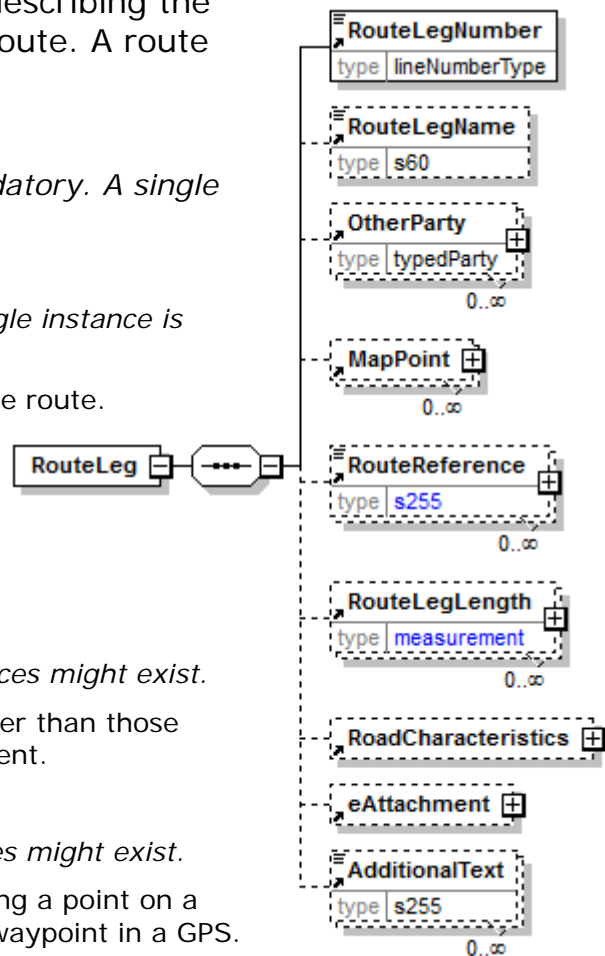 describing the
oute. A route
datory. A single
gle instance is
e route.
ces might exist.
er than those
ent.
es might exist.
ng a point on a
waypoint in a GPS.
RouteLeg
RouteLegNumber
type lineNumberType
RouteLegName
type s60
OtherParty
type typedParty
0..∞
MapPoint
0..∞
RouteReference
type s255
0..∞
RouteLegLength
type measurement
0..∞
RoadCharacteristics
eAttachment
AdditionalText
type s255
0..∞